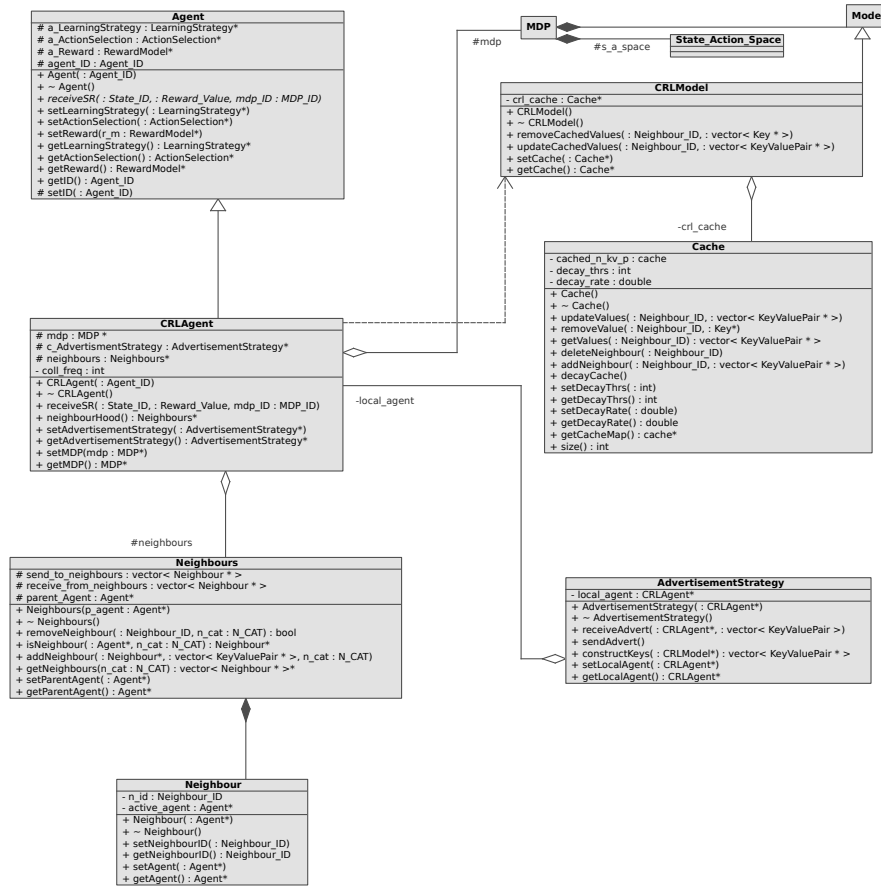 Agent
# a_LearningStrategy : LearningStrategy*
# a_ActionSelection : ActionSelection*
# a_Reward : RewardModel*
# agent_ID : Agent_ID
+ Agent( : Agent_ID)
+ ~ Agent()
+ receiveSR( : State_ID, : Reward_Value, mdp_ID : MDP_ID)
+ setLearningStrategy( : LearningStrategy*)
+ setActionSelection( : ActionSelection*)
+ setReward(r_m : RewardModel*)
+ getLearningStrategy() : LearningStrategy*
+ getActionSelection() : ActionSelection*
+ getReward() : RewardModel*
+ getID() : Agent_ID
# setID( : Agent_ID)
MDP
Model
#mdp
#s_a_space
State_Action_Space
CRLModel
- crl_cache : Cache*
+ CRLModel()
+ ~ CRLModel()
+ removeCachedValues( : Neighbour_ID, : vector< Key * >)
+ updateCachedValues( : Neighbour_ID, : vector< KeyValuePair * >)
+ setCache( : Cache*)
+ getCache() : Cache*
-crl_cache
Cache
- cached_n_kv_p : cache
- decay_thrs : int
- decay_rate : double
+ Cache()
+ ~ Cache()
+ updateValues( : Neighbour_ID, : vector< KeyValuePair * >)
+ removeValue( : Neighbour_ID, : Key*)
+ getValues( : Neighbour_ID) : vector< KeyValuePair * >
+ deleteNeighbour( : Neighbour_ID)
+ addNeighbour( : Neighbour_ID, : vector< KeyValuePair * >)
+ decayCache()
+ setDecayThrs( : int)
+ getDecayThrs() : int
+ setDecayRate( : double)
+ getDecayRate() : double
+ getCacheMap() : cache*
+ size() : int
CRLAgent
# mdp : MDP *
# c_AdvertismentStrategy : AdvertisementStrategy*
# neighbours : Neighbours*
- coll_freq : int
+ CRLAgent( : Agent_ID)
+ ~ CRLAgent()
+ receiveSR( : State_ID, : Reward_Value, mdp_ID : MDP_ID)
+ neighbourHood() : Neighbours*
+ setAdvertisementStrategy( : AdvertisementStrategy*)
+ getAdvertisementStrategy() : AdvertisementStrategy*
+ setMDP(mdp : MDP*)
+ getMDP() : MDP*
-local_agent
#neighbours
Neighbours
# send_to_neighbours : vector< Neighbour * >
# receive_from_neighbours : vector< Neighbour * >
# parent_Agent : Agent*
+ Neighbours(p_agent : Agent*)
+ ~ Neighbours()
+ removeNeighbour( : Neighbour_ID, n_cat : N_CAT) : bool
+ isNeighbour( : Agent*, n_cat : N_CAT) : Neighbour*
+ addNeighbour( : Neighbour*, : vector< KeyValuePair * >, n_cat : N_CAT)
+ getNeighbours(n_cat : N_CAT) : vector< Neighbour * >*
+ setParentAgent( : Agent*)
+ getParentAgent() : Agent*
AdvertisementStrategy
- local_agent : CRLAgent*
+ AdvertisementStrategy( : CRLAgent*)
+ ~ AdvertisementStrategy()
+ receiveAdvert( : CRLAgent*, : vector< KeyValuePair >)
+ sendAdvert()
+ constructKeys( : CRLModel*) : vector< KeyValuePair * >
+ setLocalAgent( : CRLAgent*)
+ getLocalAgent() : CRLAgent*
Neighbour
- n_id : Neighbour_ID
- active_agent : Agent*
+ Neighbour( : Agent*)
+ ~ Neighbour()
+ setNeighbourID( : Neighbour_ID)
+ getNeighbourID() : Neighbour_ID
+ setAgent( : Agent*)
+ getAgent() : Agent*